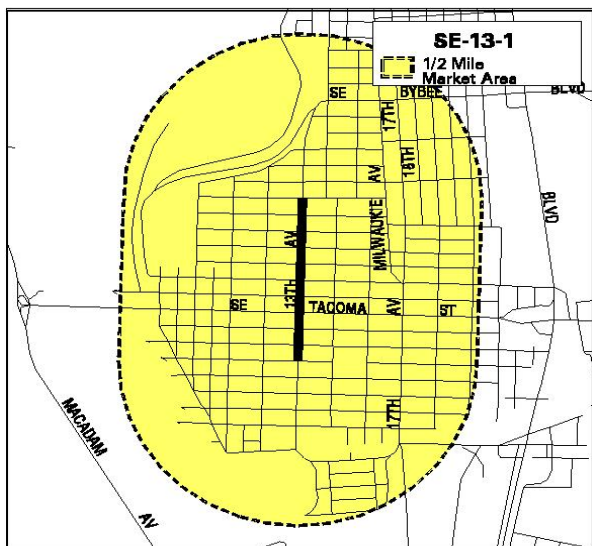 SE-13-1
1/2 Mile
Market Area
SE BYBEE BLVD
17TH
18TH
AV
BLVD
MILWAUKIE
AV
13TH
SE TACOMA AV ST
17TH
MACADAM
AV